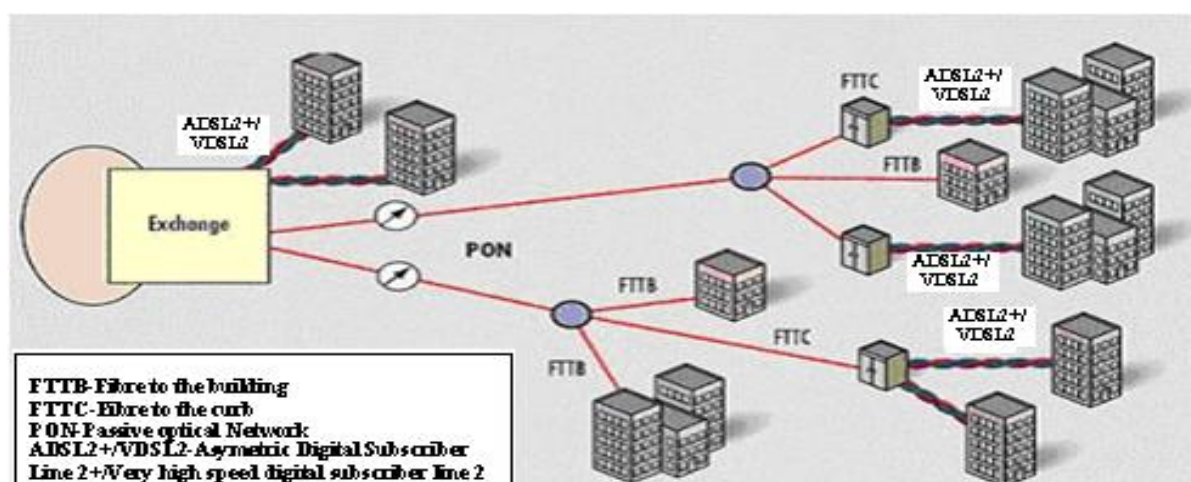 ADSL2+/
VDSL2
Exchange
PON
FTTC
ADSL2+/
VDSL2
FTTB
ADSL2+/
VDSL2
FTTB
FTTC
ADSL2+/
VDSL2
FTTB
FTTB-Fibre to the building
FTTC-Fibre to the curb
PON-Passive optical Network
ADSL2+/VDSL2-Asymetric Digital Subscriber
Line 2+/Very high speed digital subscriber line 2